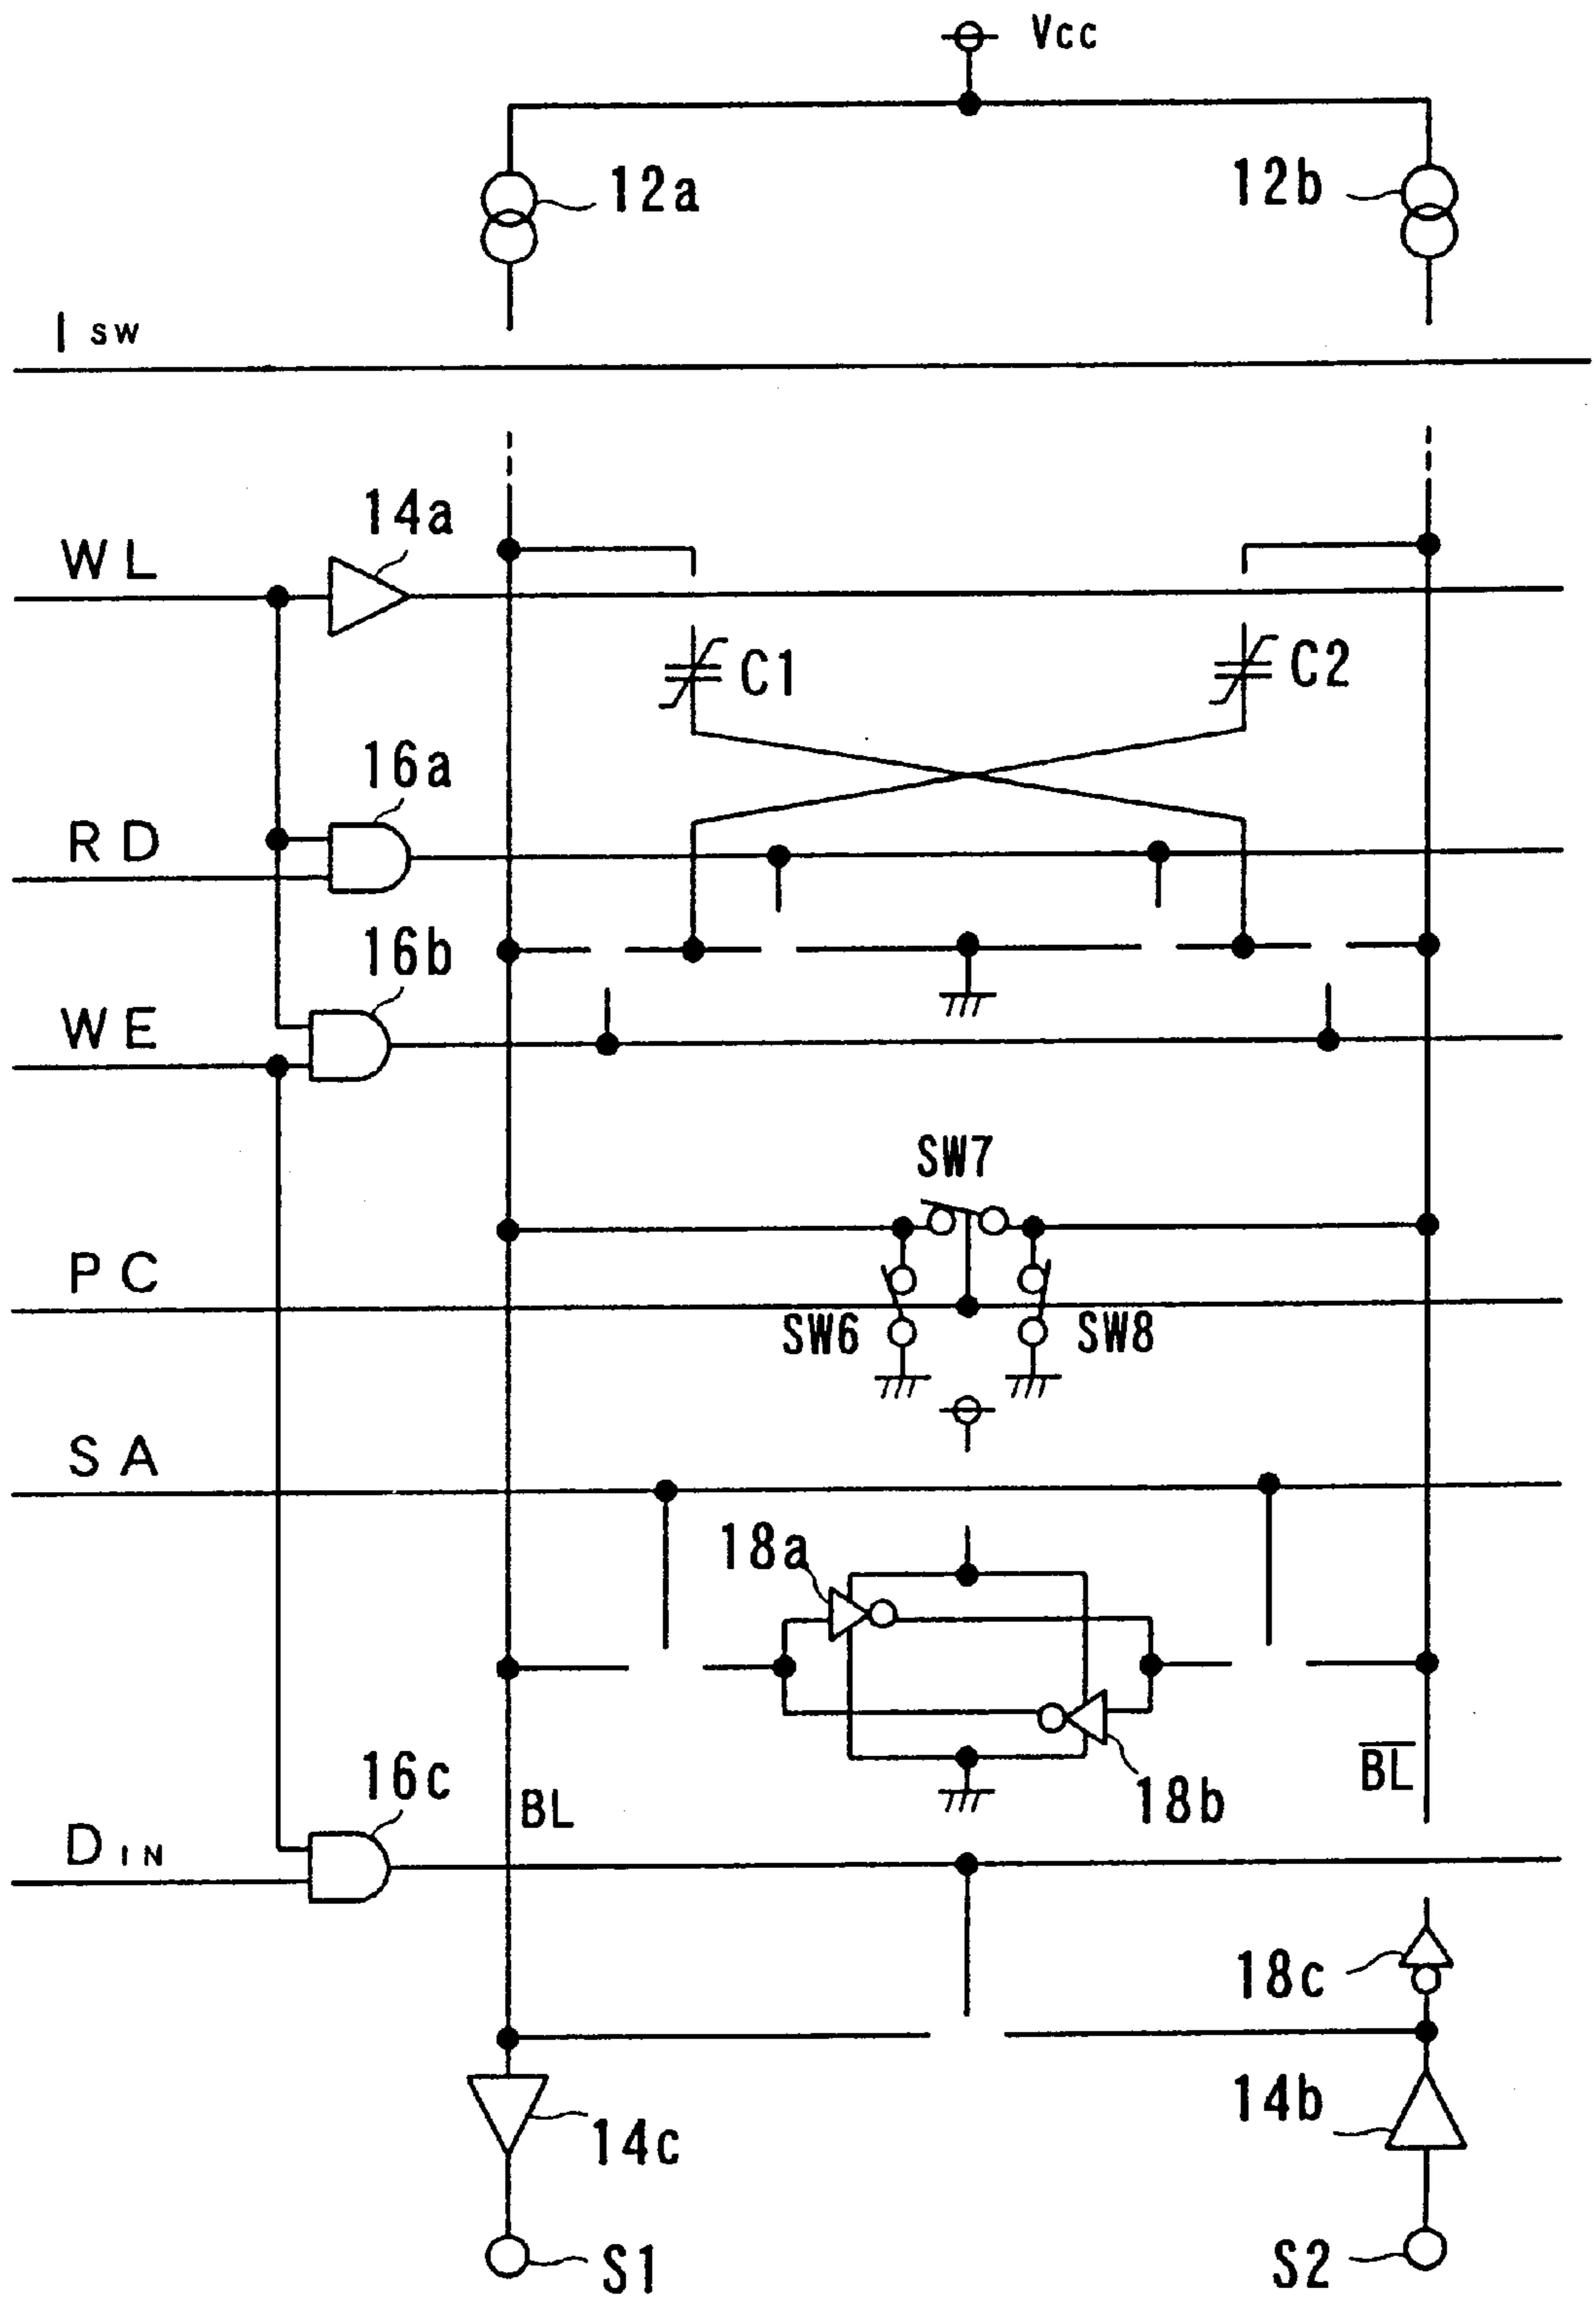 Vcc
12a
12b
I SW
14a
WL
C1
C2
16a
RD
16b
WE
SW7
PC
SW6
SW8
SA
18a
16c
BL
BL
18b
DIN
18c
14b
14c
S1
S2